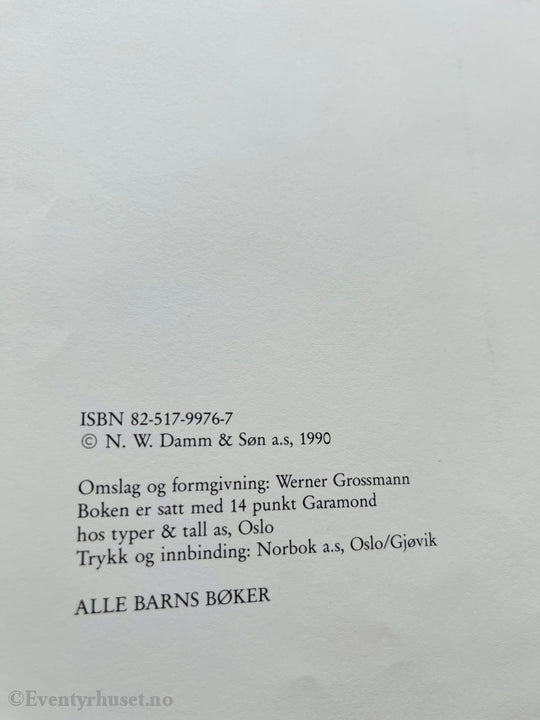 ISBN 82-517-9976-7
© N. W. Damm & Søn a.s, 1990
Omslag og formgivning: Werner Grossmann
Boken er satt med 14 punkt Garamond
hos typer & tall as, Oslo
Trykk og innbinding: Norbok a.s, Oslo/Gjøvik
ALLE BARNS BØKER
©Eventyrhuset.no